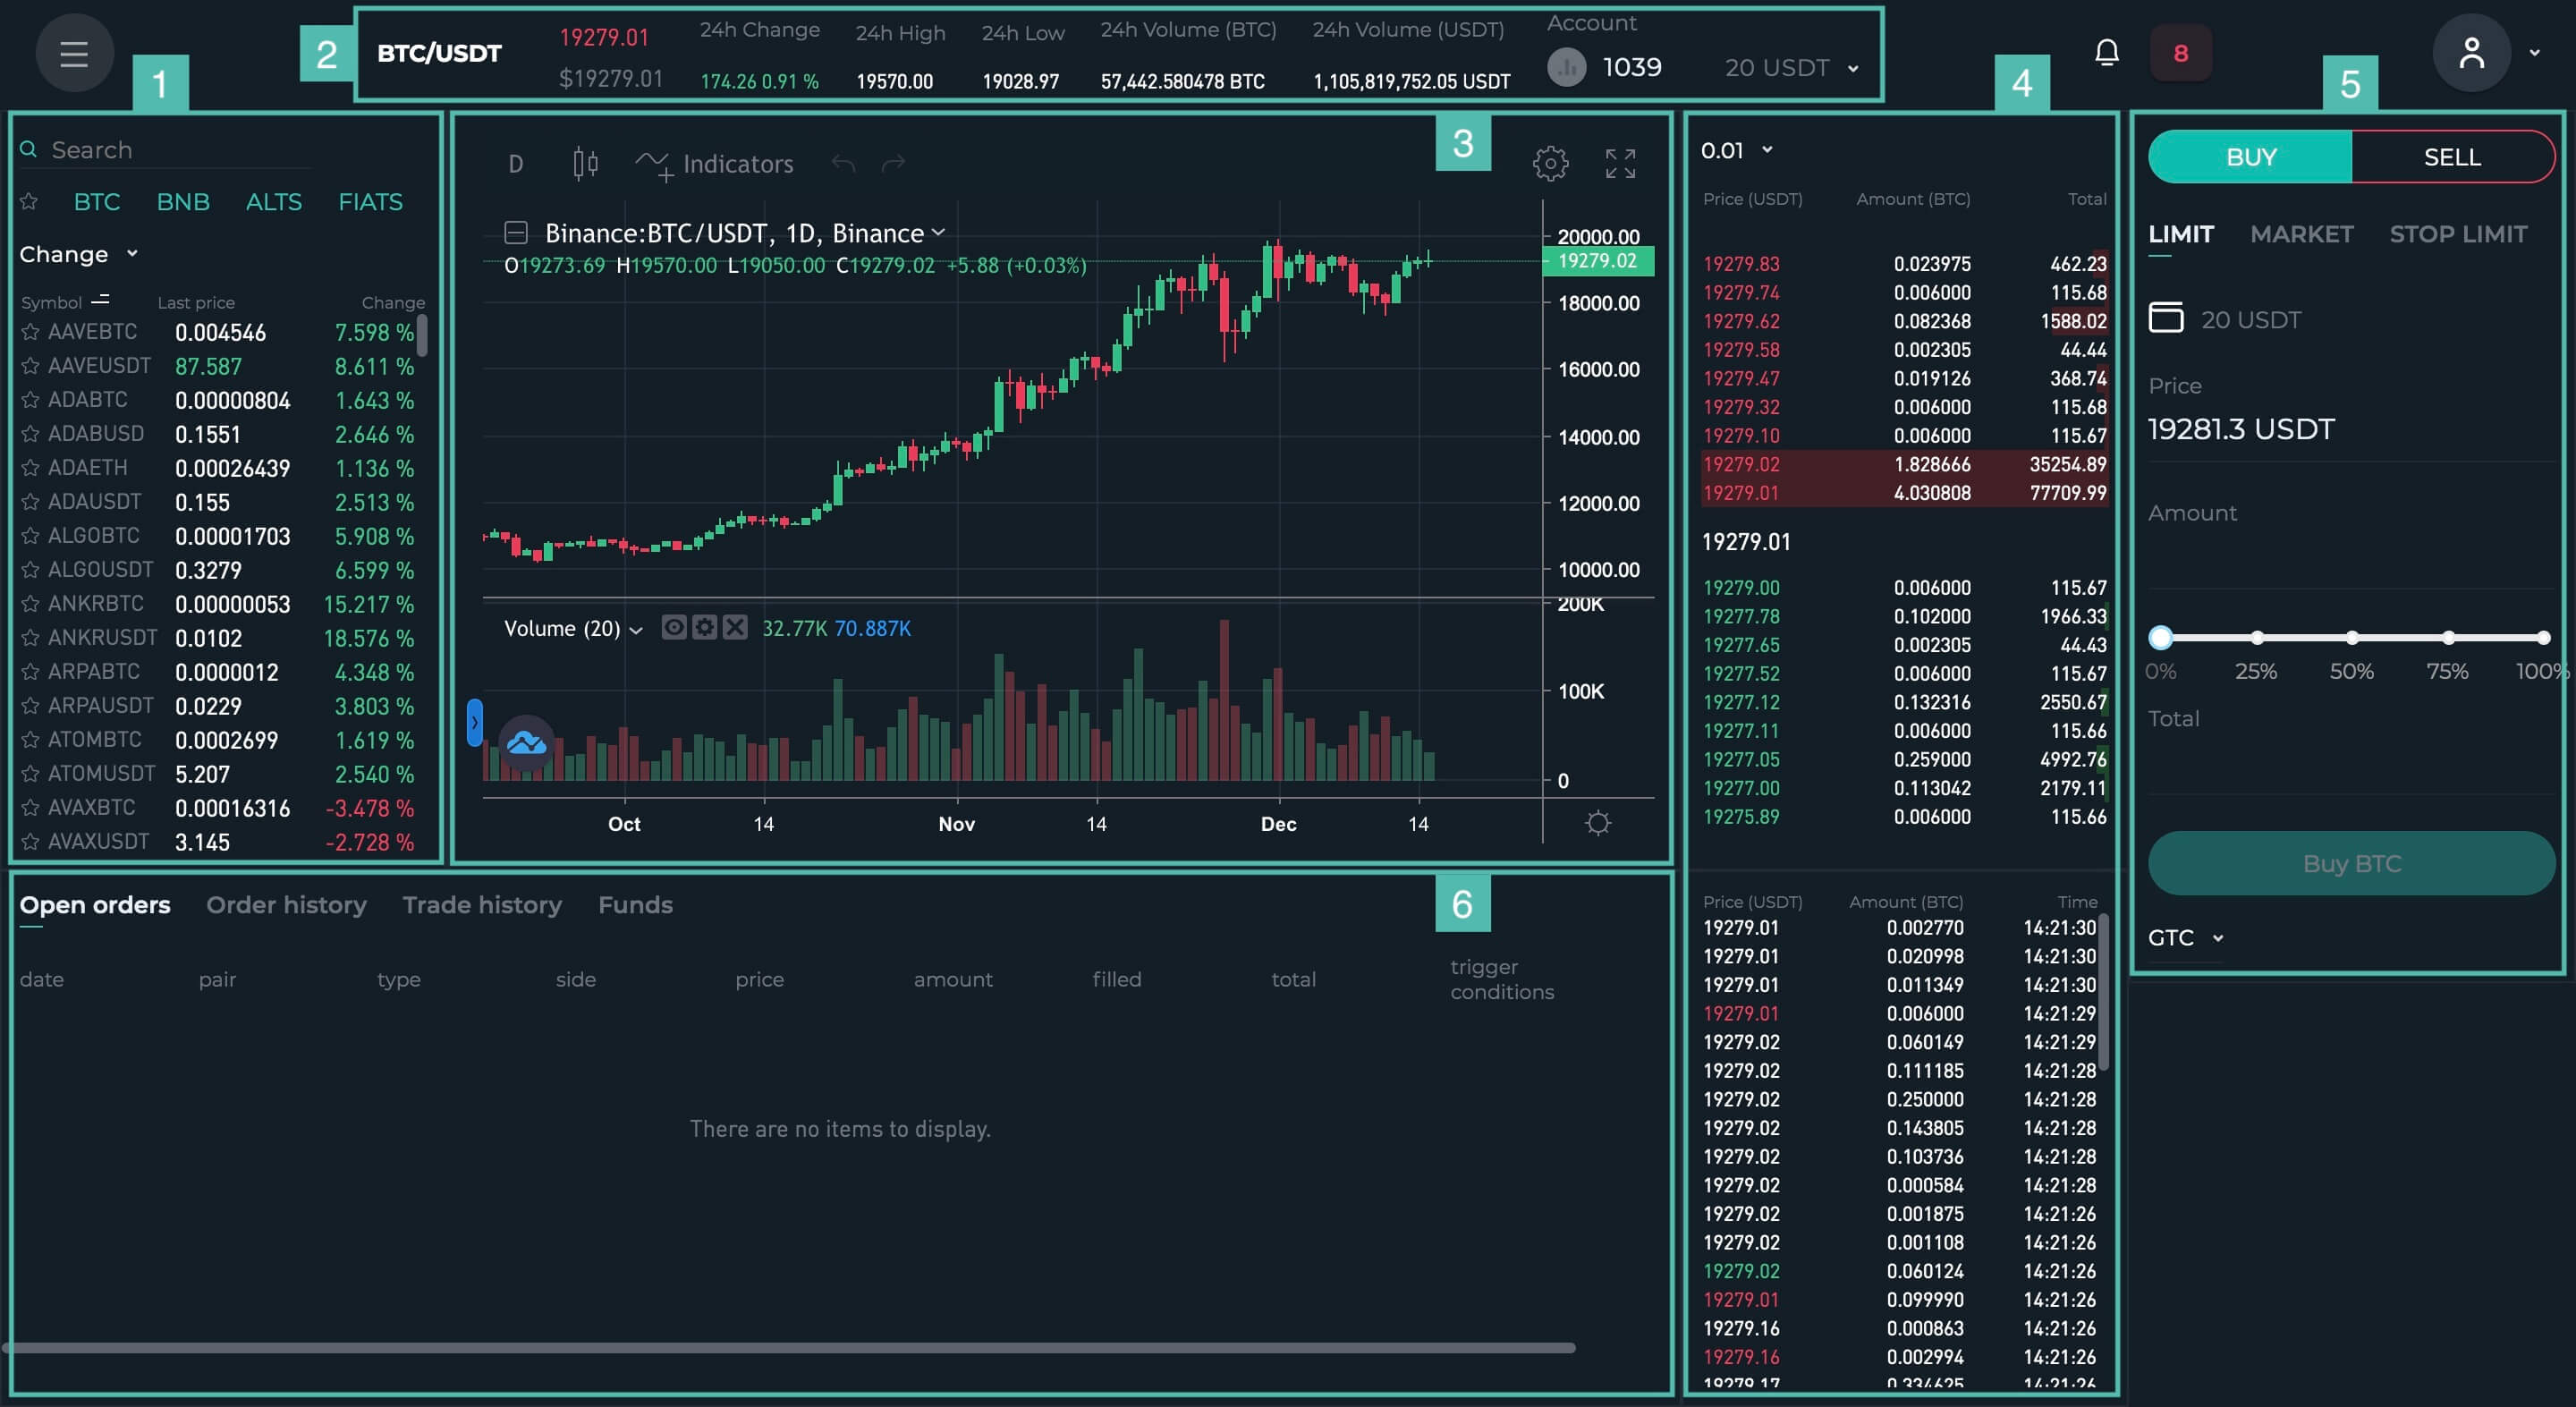 1
2
BTC/USDT
19279.01
$19279.01
24h Change
174.26 0.91 %
24h High
19570.00
24h Low
19028.97
24h Volume (BTC)
57,442.580478 BTC
24h Volume (USDT)
1,105,819,752.05 USDT
Account
1039
20 USDT
8
Search
BTC BNB ALTS FIATS
Change
Symbol Last price Change
AAVEBTC 0.004546 7.598 %
AAVEUSDT 87.587 8.611 %
ADABTC 0.00000804 1.643 %
ADABUSD 0.1551 2.646 %
ADAETH 0.00026439 1.136 %
ADAUSDT 0.155 2.513 %
ALGOBTC 0.00001703 5.908 %
ALGOUSDT 0.3279 6.599 %
ANKRBTC 0.00000053 15.217 %
ANKRUSDT 0.0102 18.576 %
ARPABTC 0.0000012 4.348 %
ARPAUSDT 0.0229 3.803 %
ATOMBTC 0.0002699 1.619 %
ATOMUSDT 5.207 2.540 %
AVAXBTC 0.00016316 -3.478 %
AVAXUSDT 3.145 -2.728 %
3
D Indicators
Binance:BTC/USDT, 1D, Binance
O19273.69 H19570.00 L19050.00 C19279.02 +5.88 (+0.03%)
20000.00
19279.02
18000.00
16000.00
14000.00
12000.00
10000.00
200K
Volume (20) 32.77K 70.887K
100K
0
Oct 14 Nov 14 Dec 14
4
0.01
Price (USDT) Amount (BTC) Total
19279.83 0.023975 462.23
19279.74 0.006000 115.68
19279.62 0.082368 1588.02
19279.58 0.002305 44.44
19279.47 0.019126 368.74
19279.32 0.006000 115.68
19279.10 0.006000 115.67
19279.02 1.828666 35254.89
19279.01 4.030808 77709.99
19279.01
19279.00 0.006000 115.67
19277.78 0.102000 1966.33
19277.65 0.002305 44.43
19277.52 0.006000 115.67
19277.12 0.132316 2550.67
19277.11 0.006000 115.66
19277.05 0.259000 4992.76
19277.00 0.113042 2179.11
19275.89 0.006000 115.66
Price (USDT) Amount (BTC) Time
19279.01 0.002770 14:21:30
19279.01 0.020998 14:21:30
19279.01 0.011349 14:21:30
19279.01 0.006000 14:21:29
19279.02 0.060149 14:21:29
19279.02 0.111185 14:21:28
19279.02 0.250000 14:21:28
19279.02 0.143805 14:21:28
19279.02 0.103736 14:21:28
19279.02 0.000584 14:21:28
19279.02 0.001875 14:21:26
19279.02 0.001108 14:21:26
19279.02 0.060124 14:21:26
19279.01 0.099990 14:21:26
19279.16 0.000863 14:21:26
19279.16 0.002994 14:21:26
19279.17 0.334625 14:21:26
5
BUY SELL
LIMIT MARKET STOP LIMIT
20 USDT
Price
19281.3 USDT
Amount
0% 25% 50% 75% 100%
Total
Buy BTC
GTC
6
Open orders Order history Trade history Funds
date pair type side price amount filled total trigger conditions
There are no items to display.